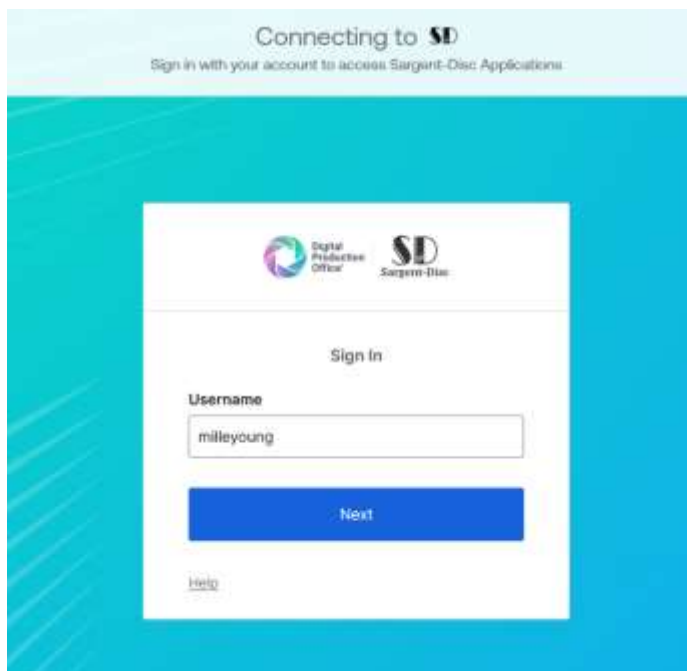 Connecting to SD
Sign in with your account to access Sargent-Disc Applications
Digital
Production
Office
SD
Sargent-Disc
Sign In
Username
milleyoung
Next
Help